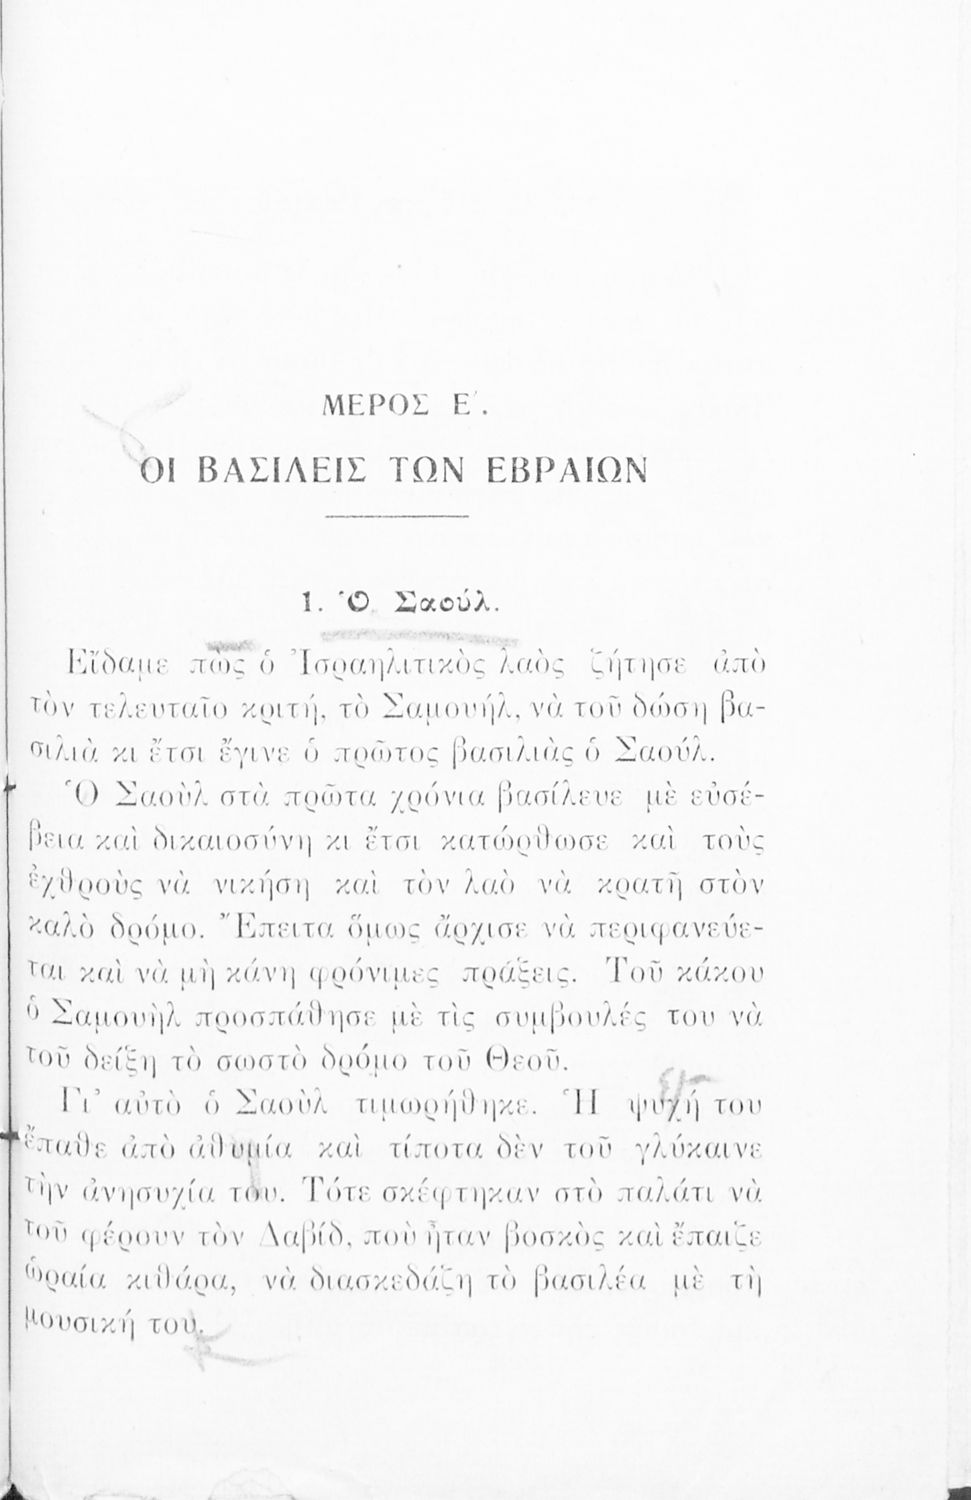 ΜΕΡΟΣ Ε΄.
ΟΙ ΒΑΣΙΛΕΙΣ ΤΩΝ ΕΒΡΑΙΩΝ
1. Ὁ Σαούλ.
Εἴδαμε πὼς ὁ Ἰσραηλιτικὸς λαὸς ζήτησε ἀπὸ
τὸν τελευταῖο κριτή, τὸ Σαμουήλ, νὰ τοῦ δώση βα-
σιλιὰ κι ἔτσι ἔγινε ὁ πρῶτος βασιλιὰς ὁ Σαούλ.
Ὁ Σαοὺλ στὰ πρῶτα χρόνια βασίλευε μὲ εὐσέ-
βεια καὶ δικαιοσύνη κι ἔτσι κατώρθωσε καὶ τοὺς
ἐχθροὺς νὰ νικήση καὶ τὸν λαὸ νὰ κρατῆ στὸν
καλὸ δρόμο. Ἔπειτα ὅμως ἄρχισε νὰ περιφανεύε-
ται καὶ νὰ μὴ κάνη φρόνιμες πράξεις. Τοῦ κάκου
ὁ Σαμουὴλ προσπάθησε μὲ τὶς συμβουλές του νὰ
τοῦ δείξη τὸ σωστὸ δρόμο τοῦ Θεοῦ.
Γι’ αὐτὸ ὁ Σαοὺλ τιμωρήθηκε. Ἡ ψυχή του
ἔπαθε ἀπὸ ἀθυμία καὶ τίποτα δὲν τοῦ γλύκαινε
τὴν ἀνησυχία του. Τότε σκέφτηκαν στὸ παλάτι νὰ
τοῦ φέρουν τὸν Δαβίδ, ποὺ ἦταν βοσκὸς καὶ ἔπαιζε
ὡραία κιθάρα, νὰ διασκεδάζη τὸ βασιλέα μὲ τὴ
μουσική του.